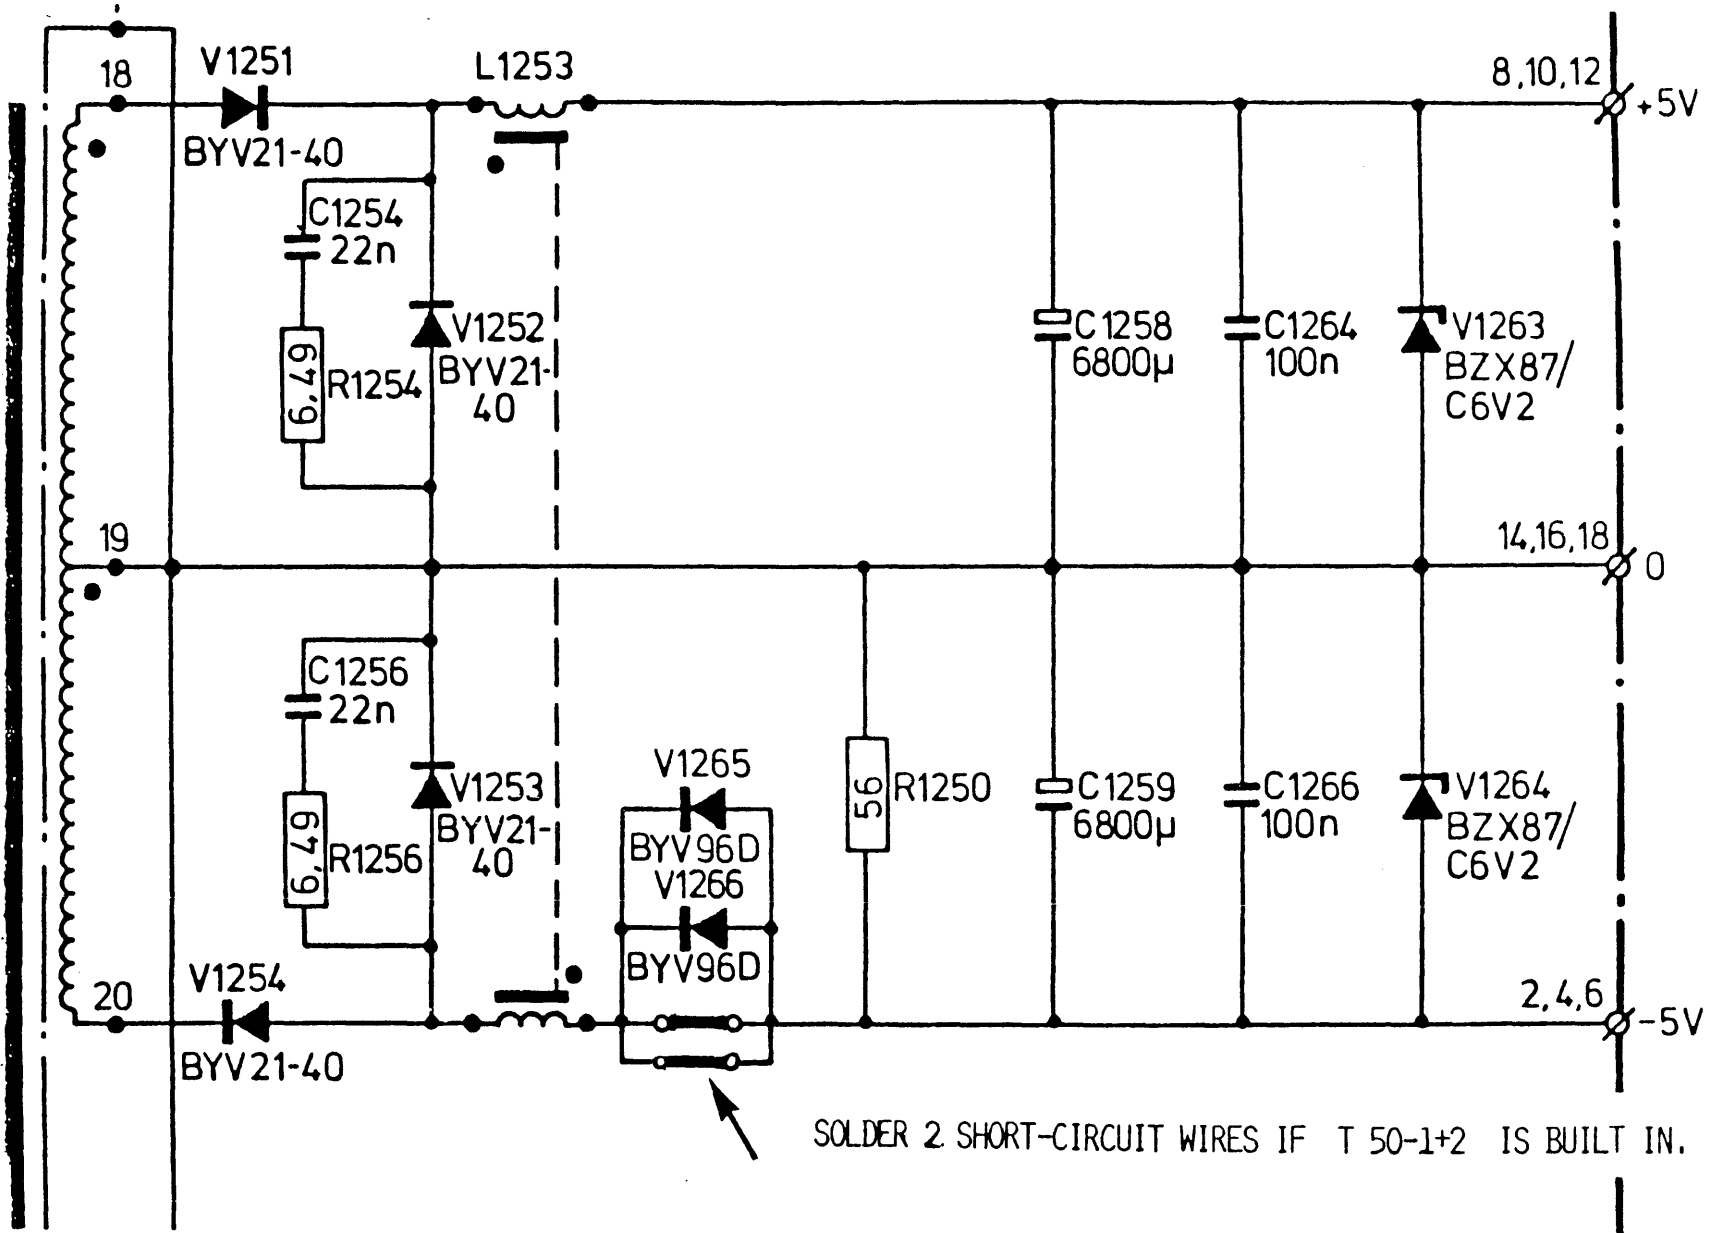 V1251
L1253
8,10,12
18
+5V
BYV21-40
C1254
22n
V1252
BYV21-
40
6,49
R1254
C1258
6800µ
C1264
100n
V1263
BZX87/
C6V2
19
14,16,18
0
C1256
22n
V1253
BYV21-
40
6,49
R1256
V1265
BYV96D
V1266
BYV96D
56
R1250
C1259
6800µ
C1266
100n
V1264
BZX87/
C6V2
20
V1254
BYV21-40
2,4,6
-5V
SOLDER 2 SHORT-CIRCUIT WIRES IF T 50-1+2 IS BUILT IN.